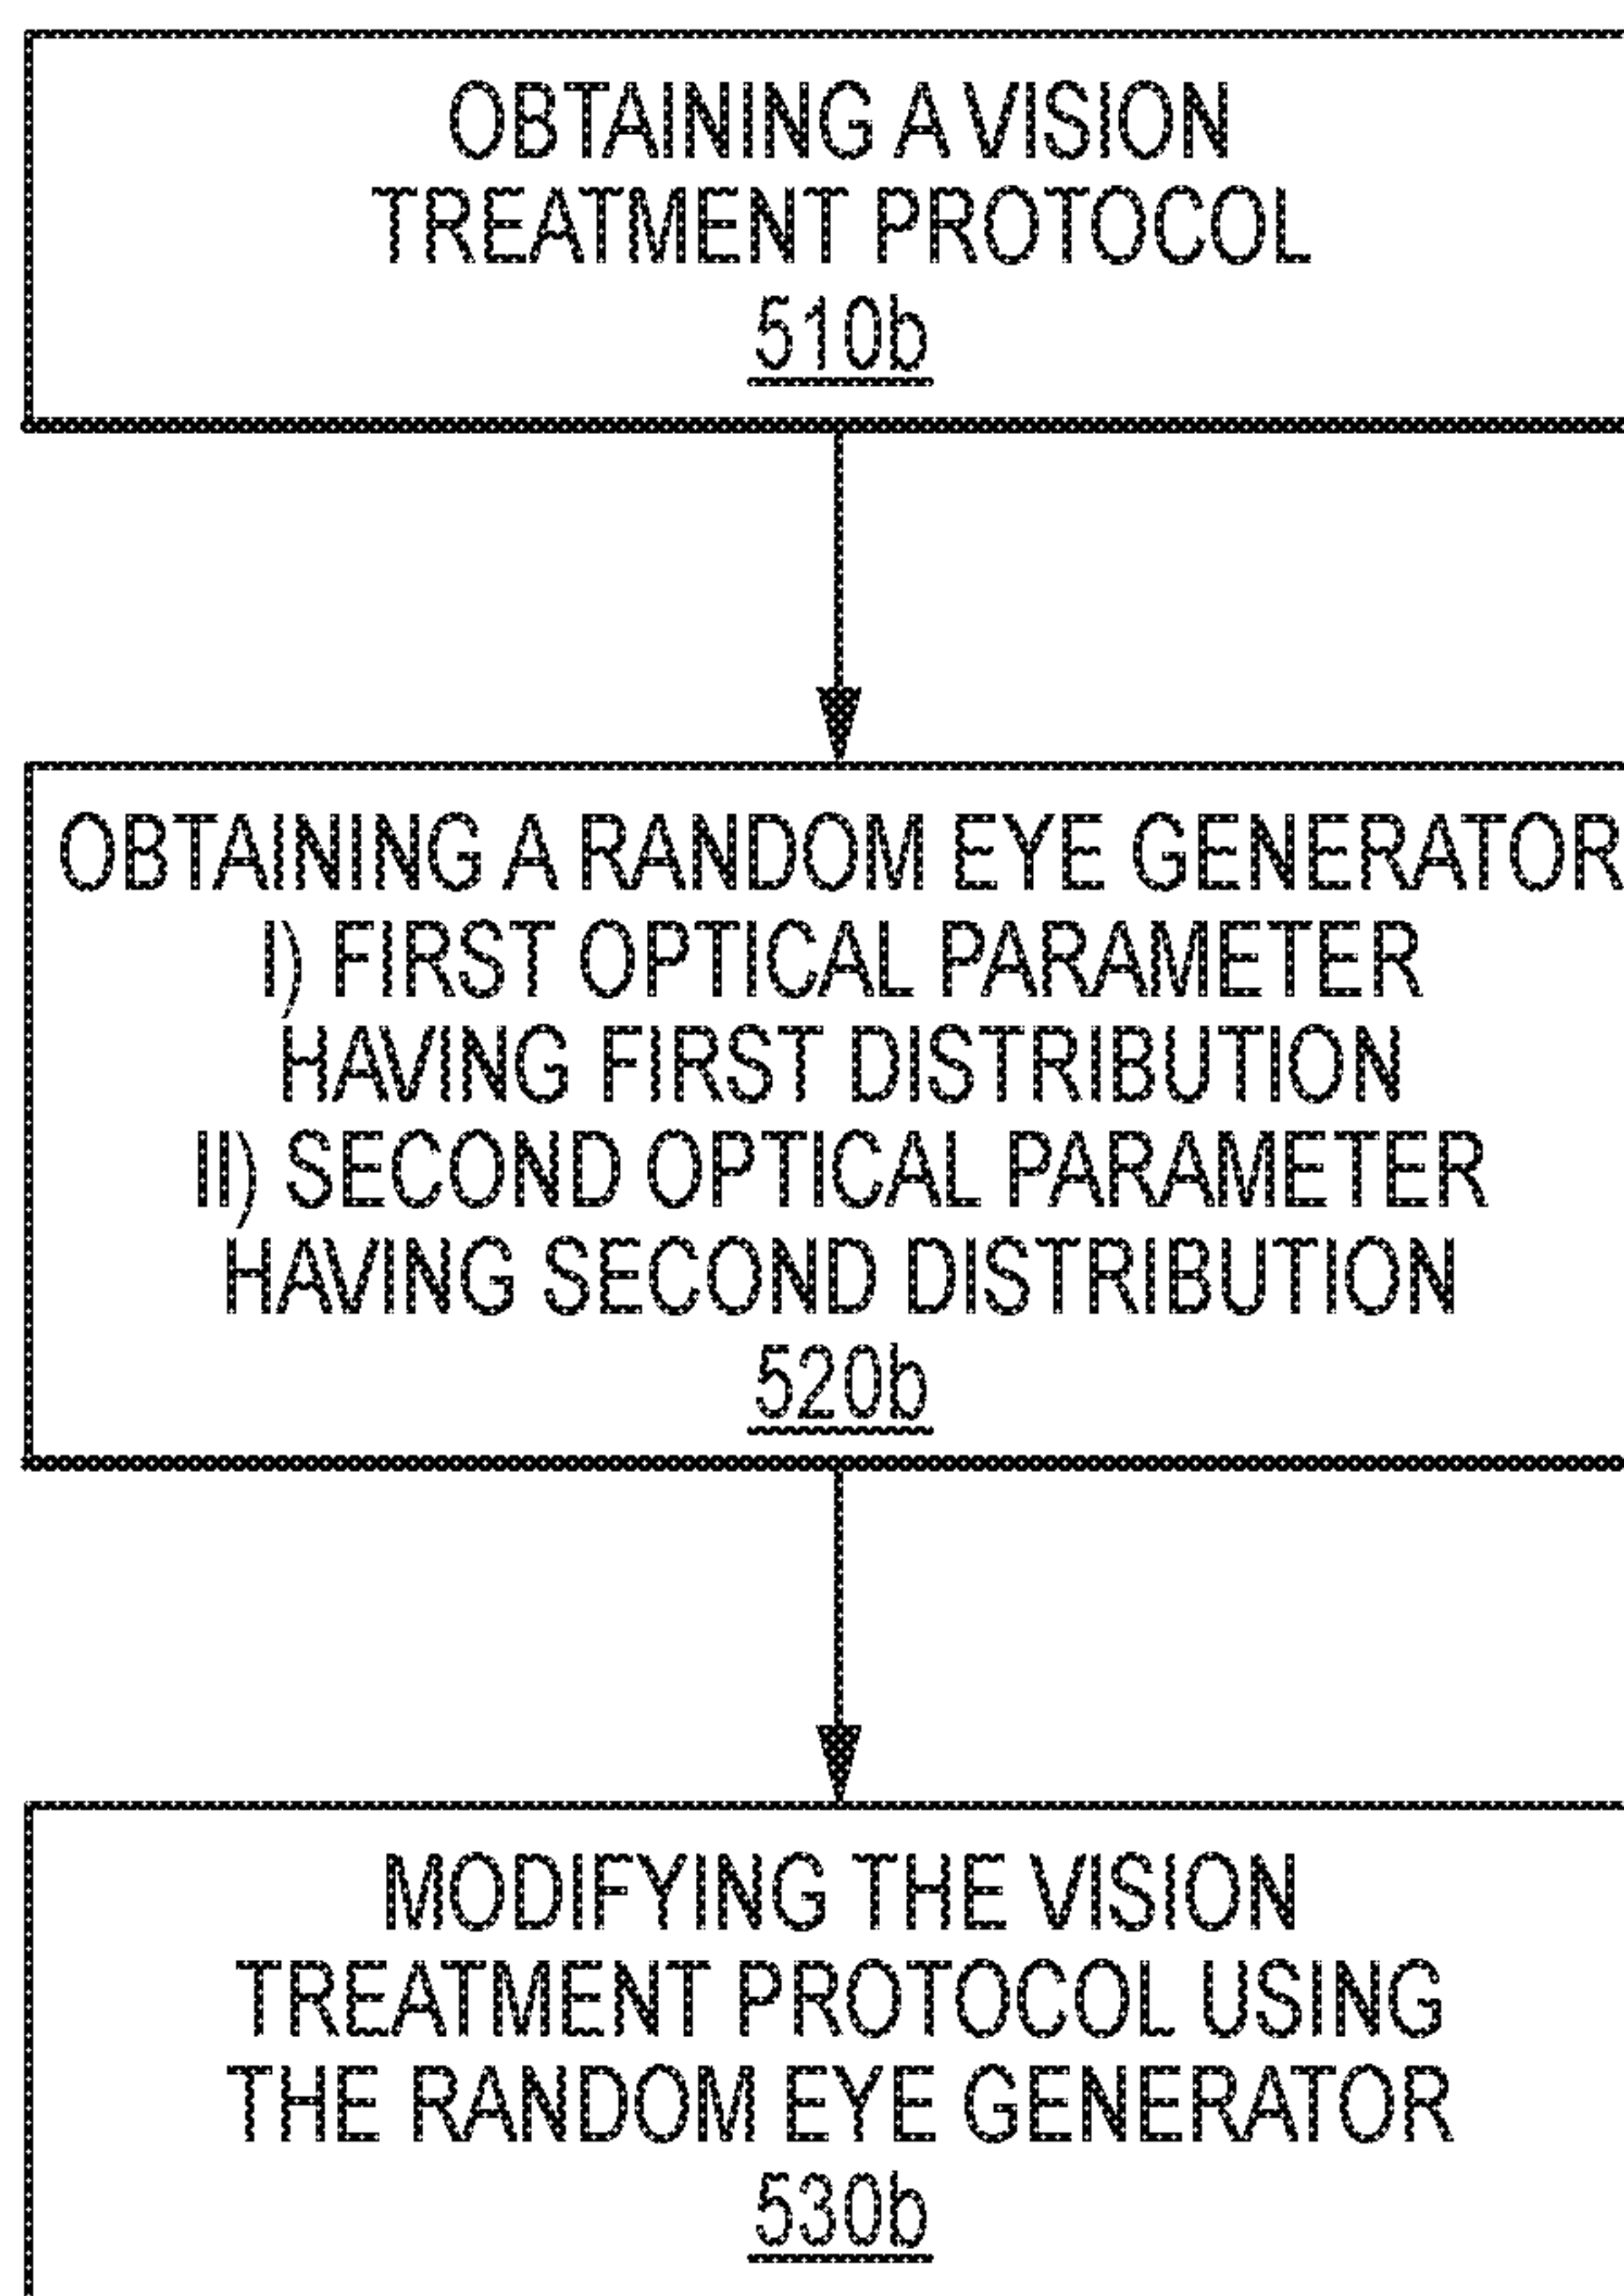 OBTAINING A VISION
TREATMENT PROTOCOL
510b
OBTAINING A RANDOM EYE GENERATOR
I) FIRST OPTICAL PARAMETER
HAVING FIRST DISTRIBUTION
II) SECOND OPTICAL PARAMETER
HAVING SECOND DISTRIBUTION
520b
MODIFYING THE VISION
TREATMENT PROTOCOL USING
THE RANDOM EYE GENERATOR
530b